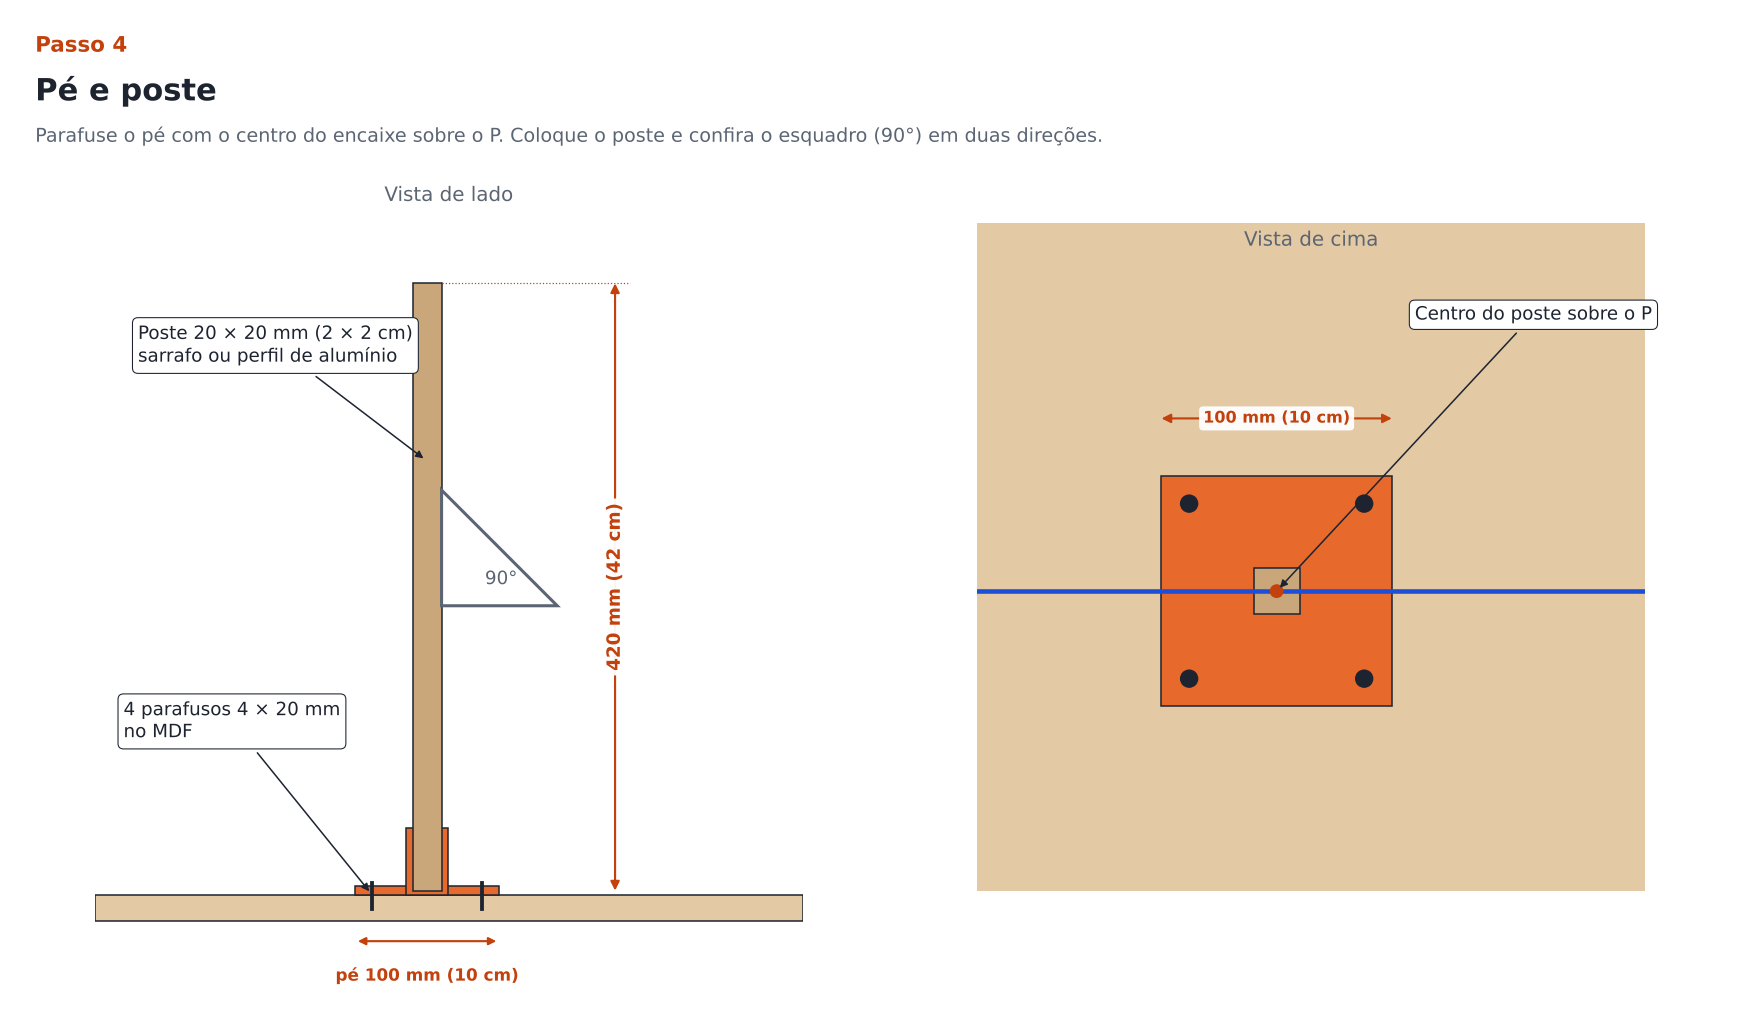 Passo 4
Pé e poste
Parafuse o pé com o centro do encaixe sobre o P. Coloque o poste e confira o esquadro (90°) em duas direções.
Vista de lado
Poste 20 × 20 mm (2 × 2 cm)
sarrafo ou perfil de alumínio
90°
420 mm (42 cm)
4 parafusos 4 × 20 mm
no MDF
pé 100 mm (10 cm)
Vista de cima
Centro do poste sobre o P
100 mm (10 cm)